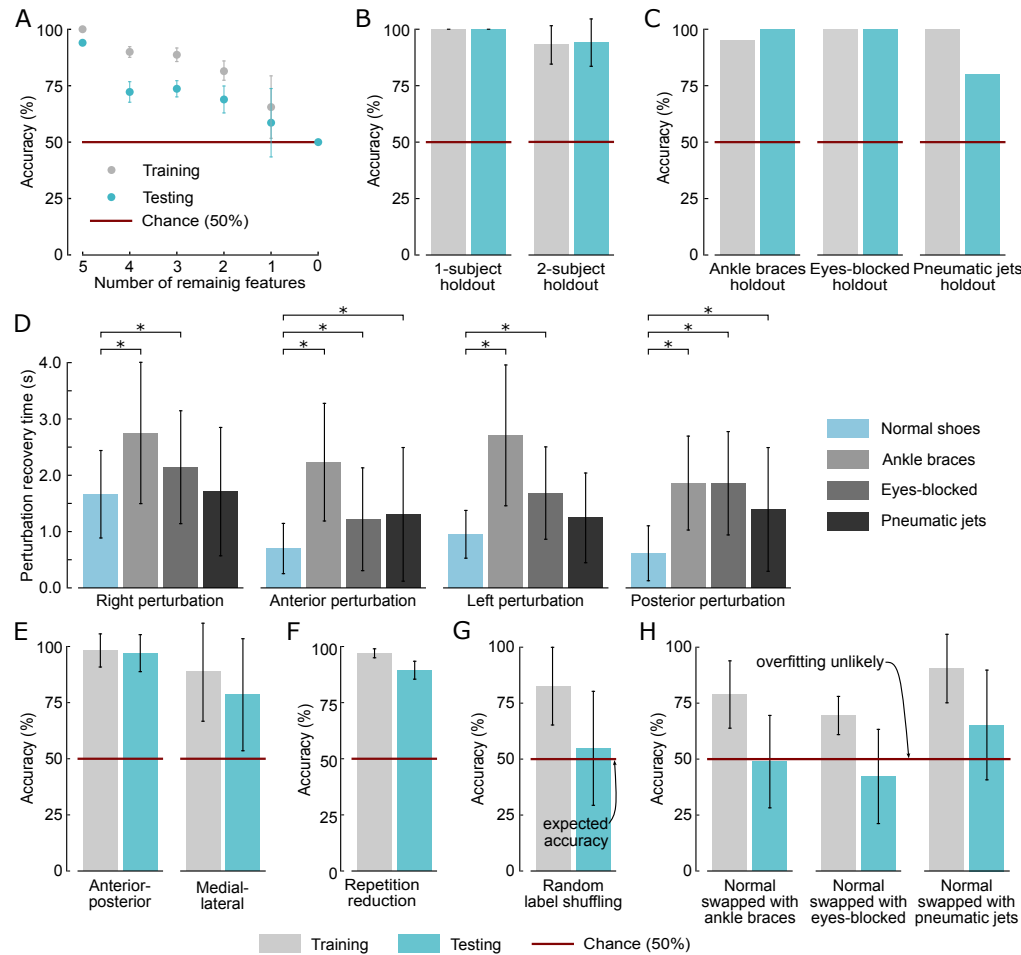 A
B
C
100
75
50
25
0
Accuracy (%)
Training
Testing
Chance (50%)
5
4
3
2
1
0
Number of remainig features
100
75
50
25
0
Accuracy (%)
1-subject
holdout
2-subject
holdout
100
75
50
25
0
Accuracy (%)
Ankle braces
holdout
Eyes-blocked
holdout
Pneumatic jets
holdout
D
4.0
3.0
2.0
1.0
0.0
Perturbation recovery time (s)
*
*
*
*
*
*
*
*
*
*
Right perturbation
Anterior perturbation
Left perturbation
Posterior perturbation
Normal shoes
Ankle braces
Eyes-blocked
Pneumatic jets
E
F
G
H
100
75
50
25
0
Accuracy (%)
Anterior-
posterior
Medial-
lateral
100
75
50
25
0
Accuracy (%)
Repetition
reduction
100
75
50
25
0
Accuracy (%)
expected
accuracy
Random
label shuffling
100
75
50
25
0
Accuracy (%)
overfitting unlikely
Normal
swapped with
ankle braces
Normal
swapped with
eyes-blocked
Normal
swapped with
pneumatic jets
Training
Testing
Chance (50%)